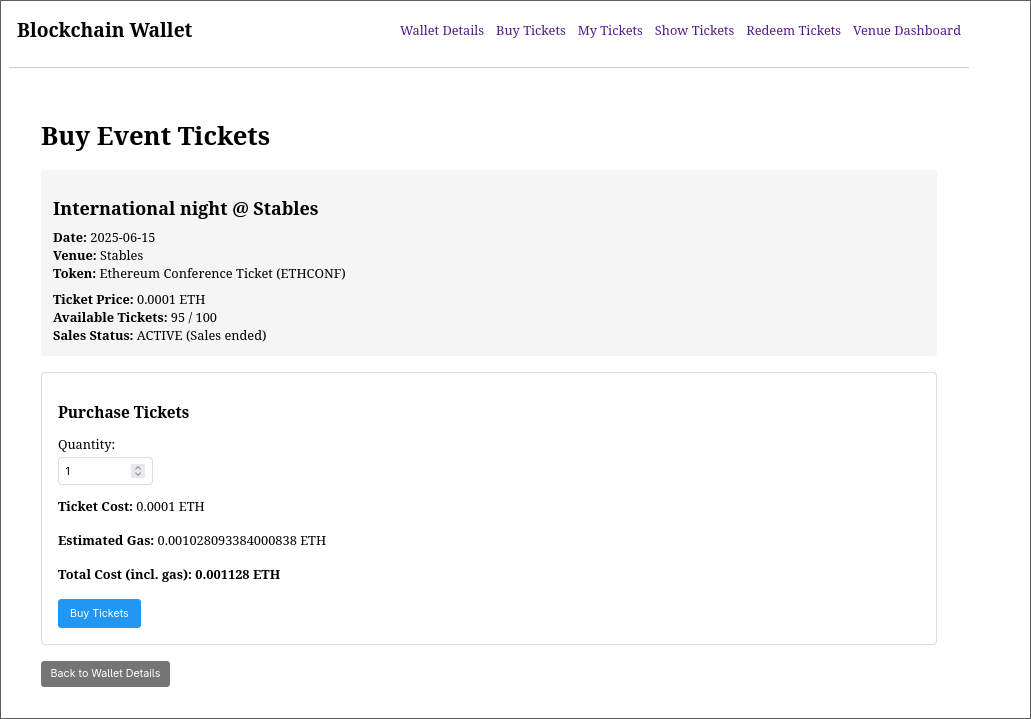 Blockchain Wallet
Wallet Details Buy Tickets My Tickets Show Tickets Redeem Tickets Venue Dashboard
Buy Event Tickets
International night @ Stables
Date: 2025-06-15
Venue: Stables
Token: Ethereum Conference Ticket (ETHCONF)
Ticket Price: 0.0001 ETH
Available Tickets: 95 / 100
Sales Status: ACTIVE (Sales ended)
Purchase Tickets
Quantity:
1
Ticket Cost: 0.0001 ETH
Estimated Gas: 0.001028093384000838 ETH
Total Cost (incl. gas): 0.001128 ETH
Buy Tickets
Back to Wallet Details